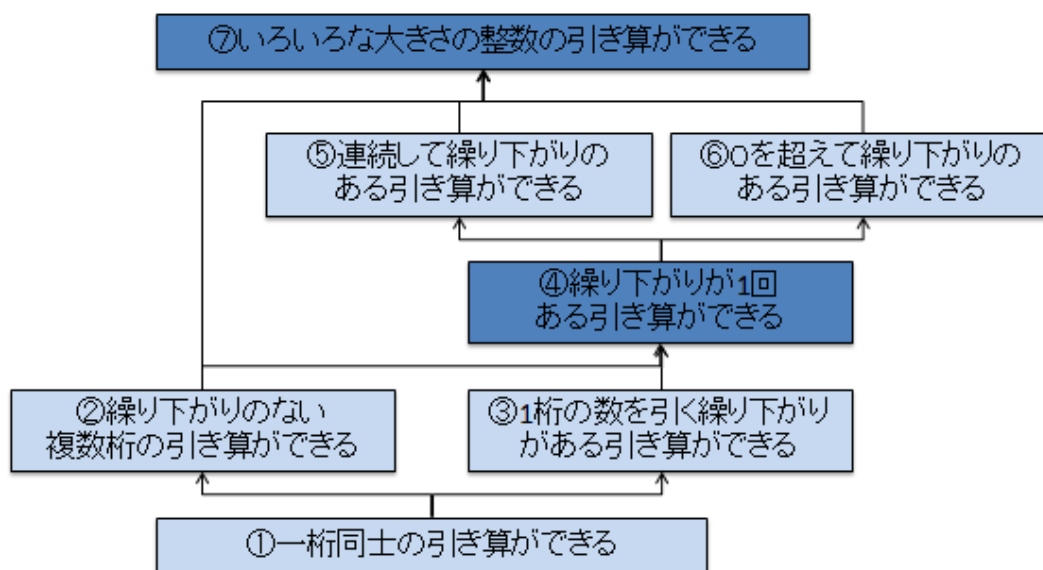 ⑦いろいろな大きさの整数の引き算ができる
⑤連続して繰り下がりの
ある引き算ができる
⑥0を超えて繰り下がりの
ある引き算ができる
④繰り下がりが1回
ある引き算ができる
②繰り下がりのない
複数桁の引き算ができる
③1桁の数を引く繰り下がり
がある引き算ができる
①一桁同士の引き算ができる